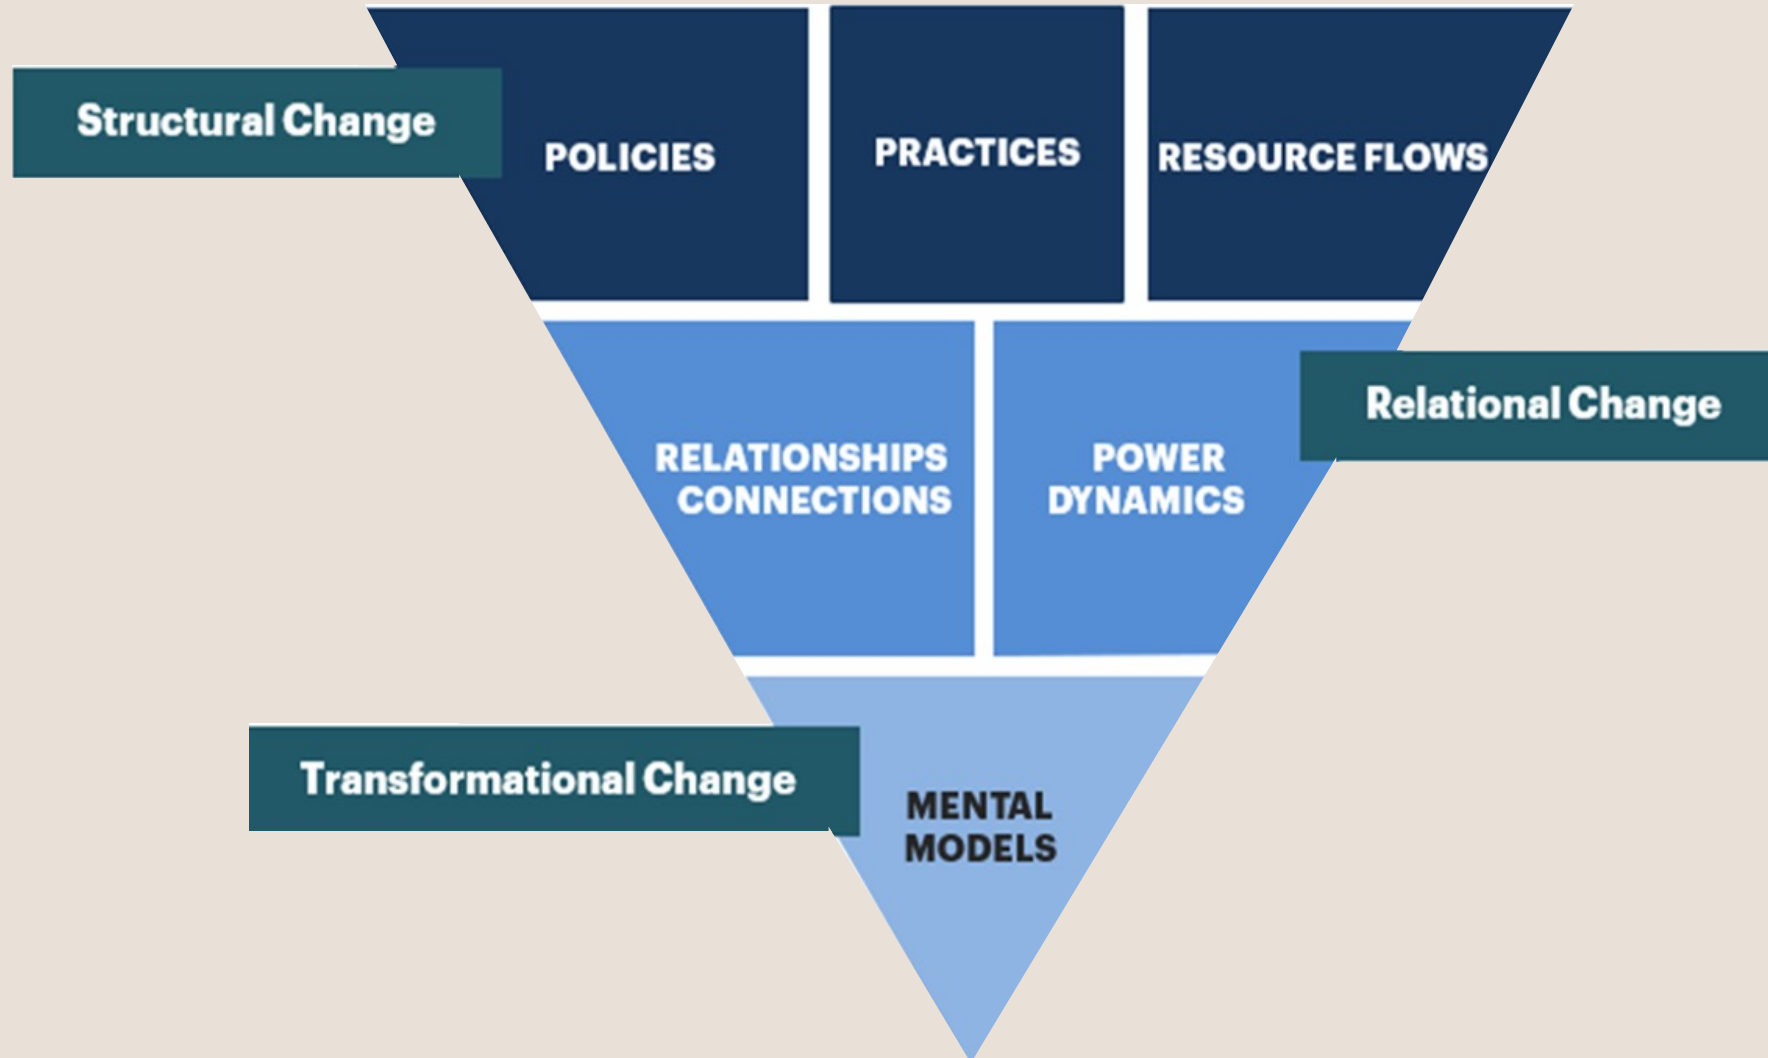 Structural Change
POLICIES
PRACTICES
RESOURCE FLOWS
RELATIONSHIPS
CONNECTIONS
POWER
DYNAMICS
Relational Change
Transformational Change
MENTAL
MODELS